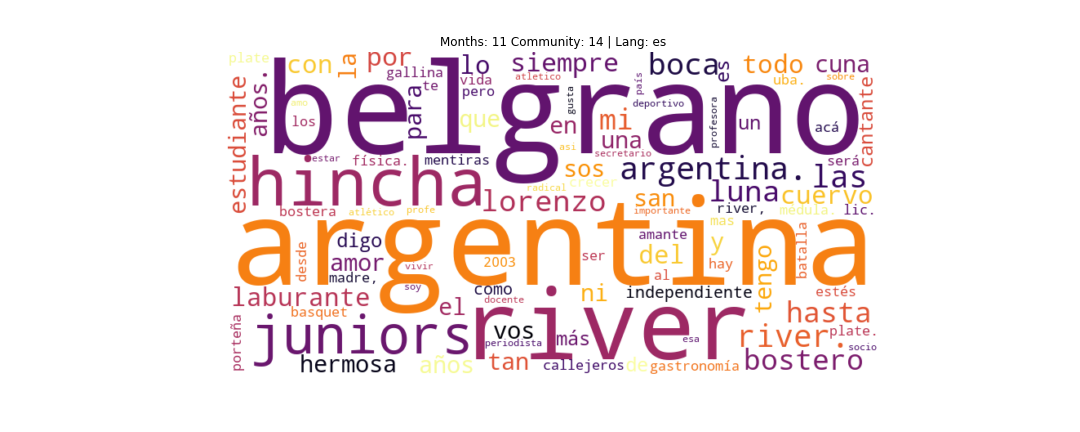 Months: 11 Community: 14 | Lang: es
plate con la por lo siempre boca es todo uba. sobre cuna
gallina vida atletico país
te pero gusta deportivo
belgrano
estudiante años. amo los para que en mi una profesora un acá cantante
estar física. mentiras asi secretario será
hincha sos argentina. las
radical crecer luna cuervo
bostera atlético profe lorenzo san importante river, médula. lic.
argentina
desde digo mas y batalla
amor vivir 2003 ser amante del hay tengo
madre, soy como al estés
laburante el docente ni independiente hasta
porteña basquet
juniors vos river river. plate.
periodista más esa socio
hermosa años tan callejeros de gastronomía bostero